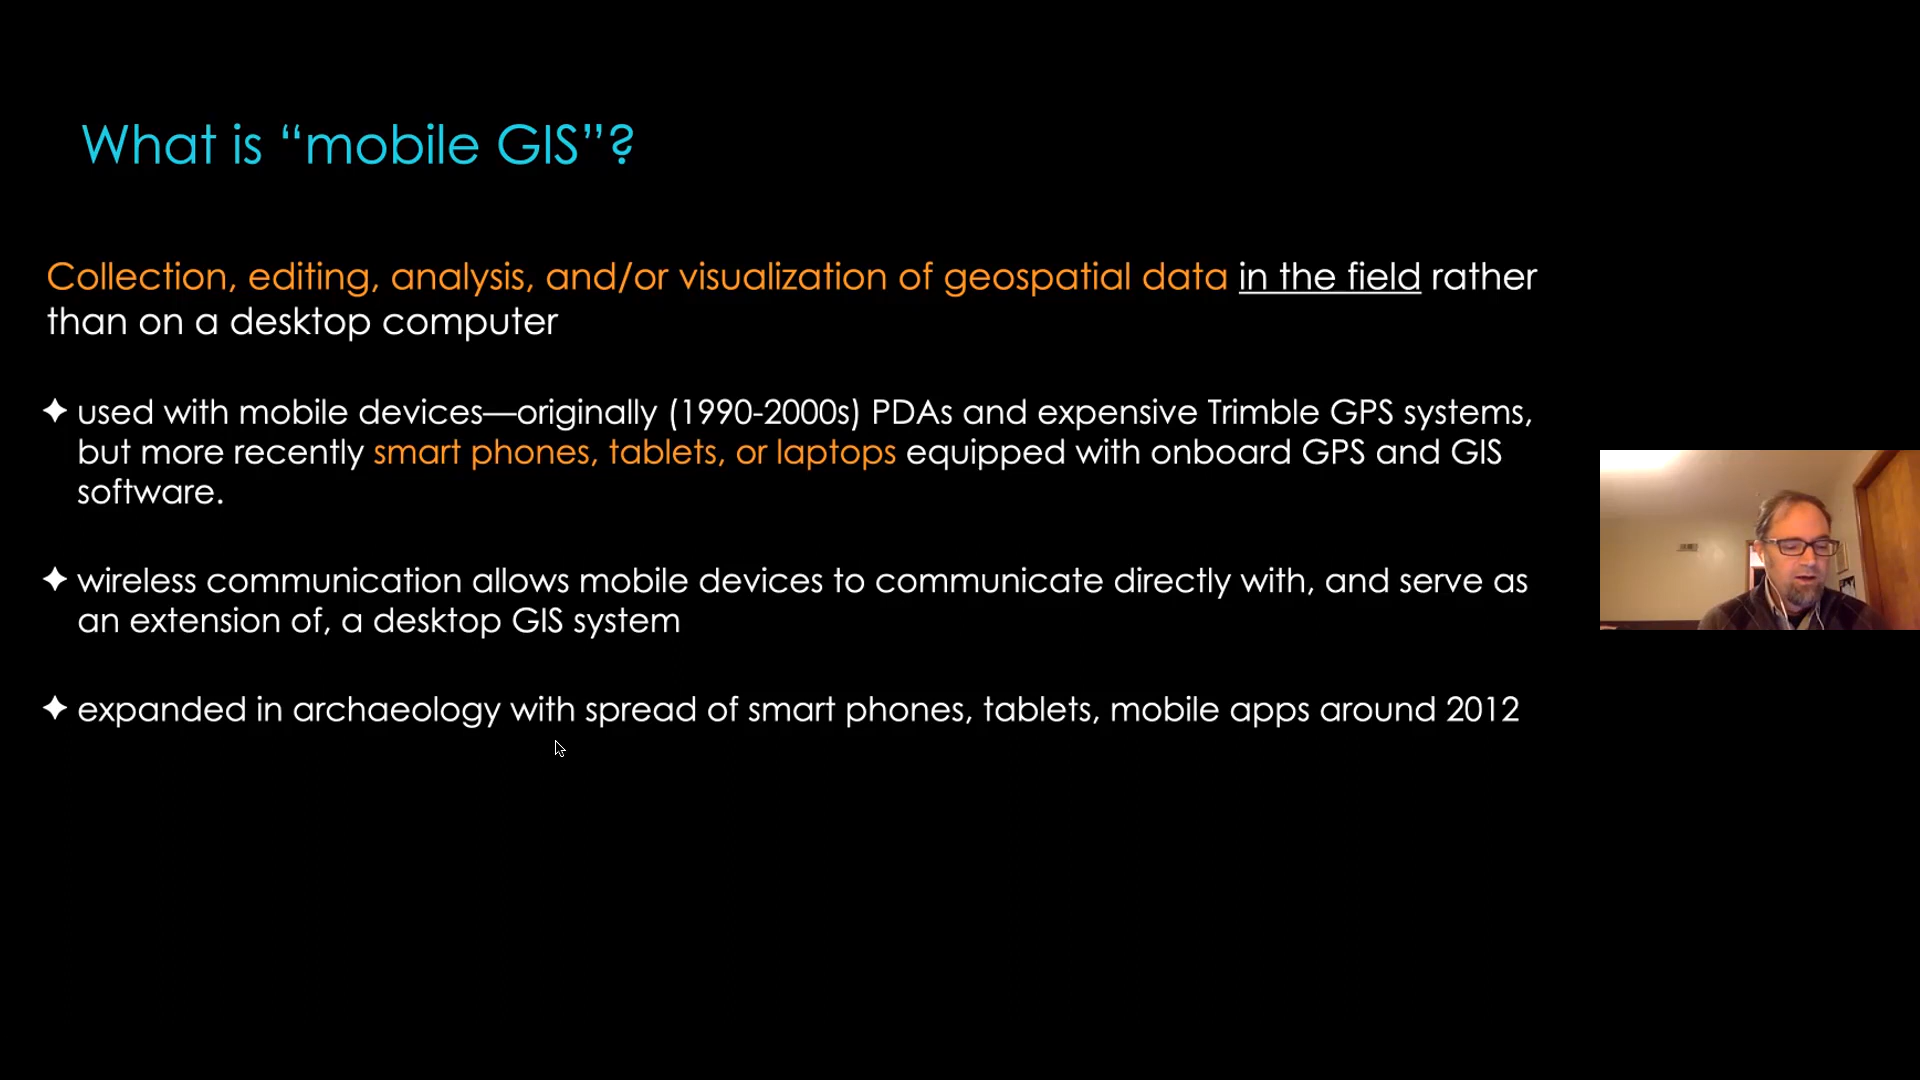 What is “mobile GIS”?
Collection, editing, analysis, and/or visualization of geospatial data in the field rather
than on a desktop computer
✦ used with mobile devices—originally (1990-2000s) PDAs and expensive Trimble GPS systems,
but more recently smart phones, tablets, or laptops equipped with onboard GPS and GIS
software.
✦ wireless communication allows mobile devices to communicate directly with, and serve as
an extension of, a desktop GIS system
✦ expanded in archaeology with spread of smart phones, tablets, mobile apps around 2012